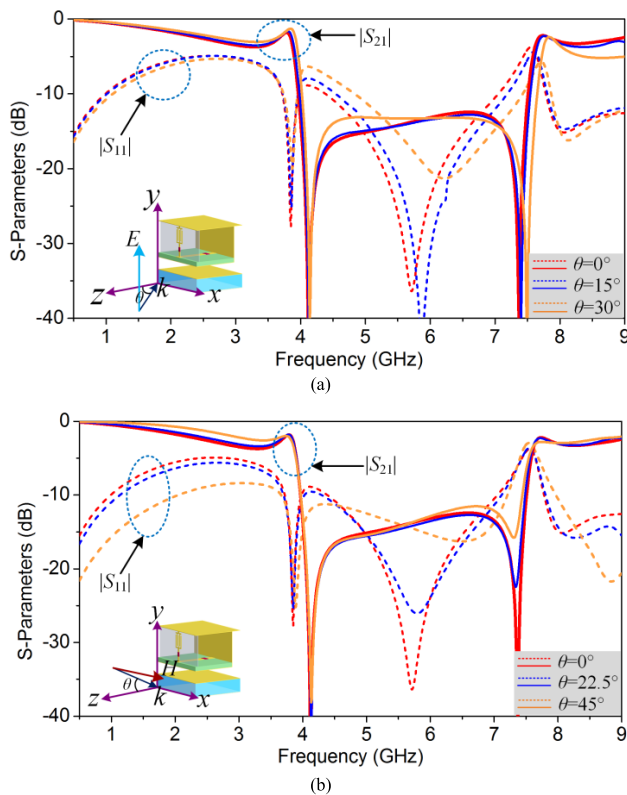 0
-10
-20
-30
-40
S-Parameters (dB)
|S21|
|S11|
y
E
z
θ
k
x
θ=0°
θ=15°
θ=30°
1 2 3 4 5 6 7 8 9
Frequency (GHz)
(a)
0
-10
-20
-30
-40
S-Parameters (dB)
|S21|
|S11|
y
H
z
θ
k
x
θ=0°
θ=22.5°
θ=45°
1 2 3 4 5 6 7 8 9
Frequency (GHz)
(b)